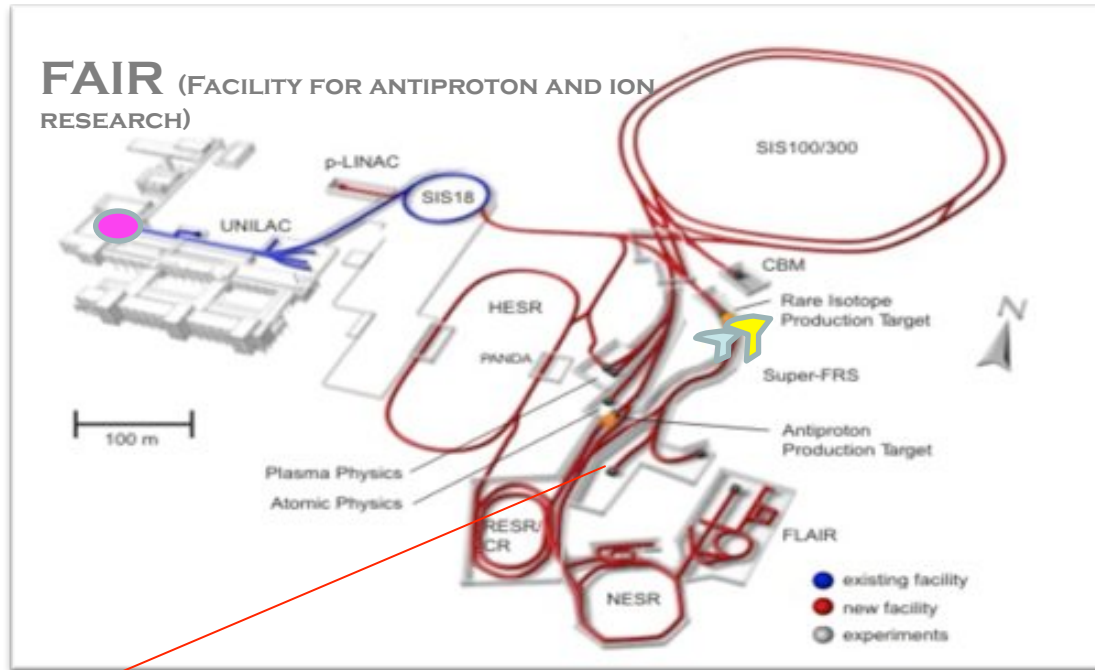 FAIR (FACILITY FOR ANTIPROTON AND ION
RESEARCH)
p-LINAC
SIS100/300
SIS18
UNILAC
CBM
HESR
Rare Isotope
Production Target
N
PANDA
Super-FRS
100 m
Antiproton
Production Target
Plasma Physics
Atomic Physics
RESR/
CR
FLAIR
NESR
existing facility
new facility
experiments